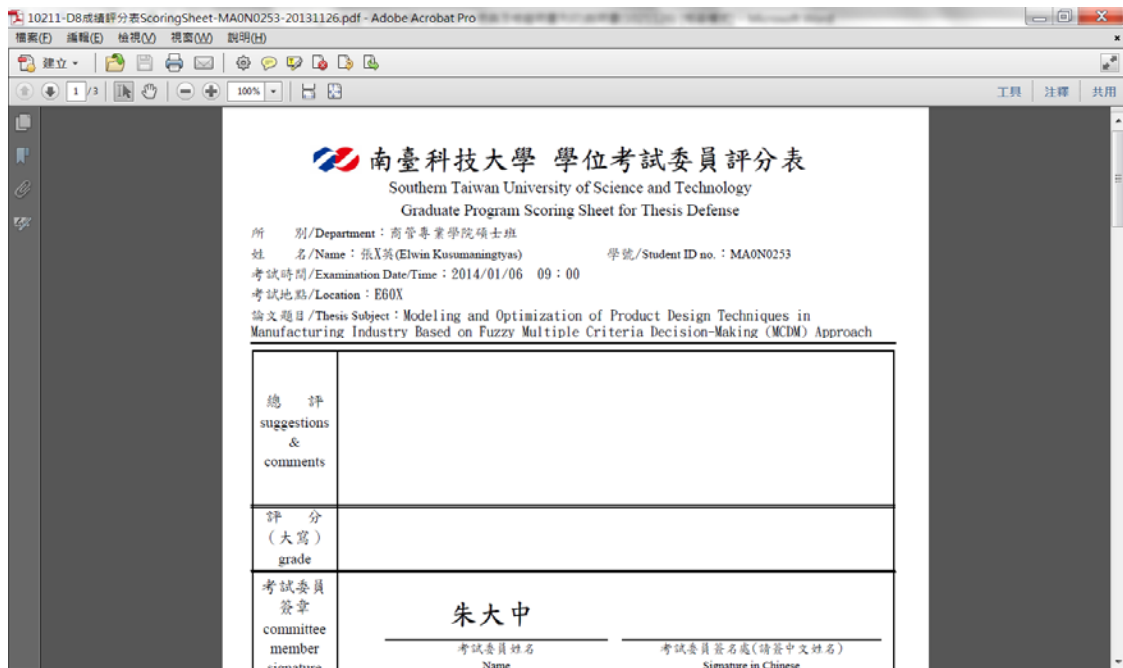 10211-D8成績評分表ScoringSheet-MA0N0253-20131126.pdf - Adobe Acrobat Pro
檔案(F) 編輯(E) 檢視(V) 視窗(W) 說明(H)
建立
1 /3 100% 工具 注釋 共用
南臺科技大學 學位考試委員評分表
Southern Taiwan University of Science and Technology
Graduate Program Scoring Sheet for Thesis Defense
所 別/Department：商管專業學院碩士班
姓 名/Name：張X英(Elwin Kusumaningtyas) 學號/Student ID no.：MA0N0253
考試時間/Examination Date/Time：2014/01/06 09：00
考試地點/Location：E60X
論文題目/Thesis Subject：Modeling and Optimization of Product Design Techniques in
Manufacturing Industry Based on Fuzzy Multiple Criteria Decision-Making (MCDM) Approach
總 評
suggestions
&
comments
評 分
（大寫）
grade
考試委員
簽章
committee
member
signature
朱大中
考試委員姓名
Name
考試委員簽名處(請簽中文姓名)
Signature in Chinese